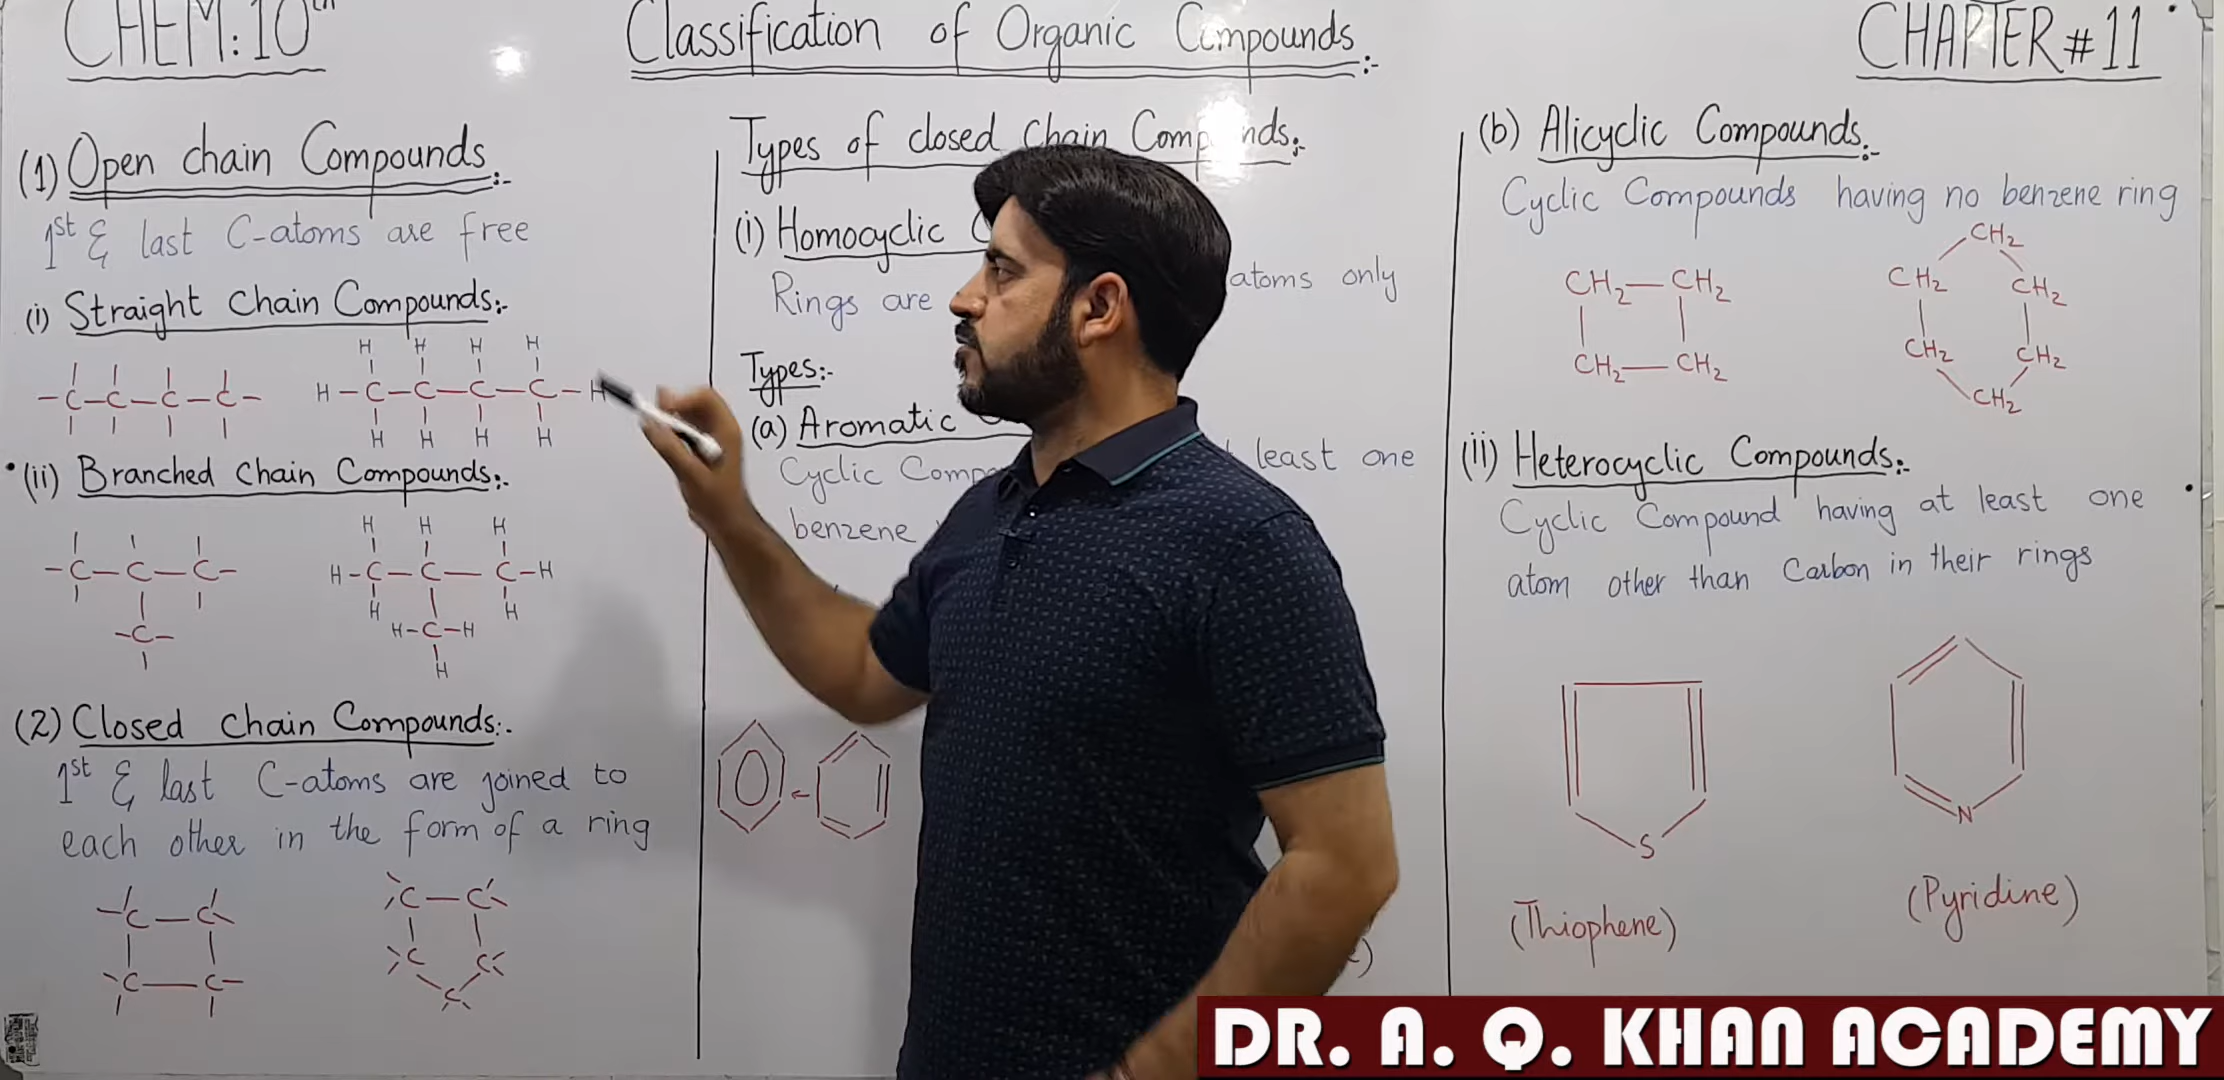 CHEM:10th
Classification of Organic Compounds:-
CHAPTER # 11
(1) Open chain Compounds:-
1st & last C-atoms are free
(i) Straight Chain Compounds:-
H H H H
-C-C-C-C- H-C-C-C-C-H
H H H H
(ii) Branched Chain Compounds:-
H H H
-C-C-C- H-C-C-C-H
H H
-C- H-C-H
H
(2) Closed Chain Compounds:-
1st & last C-atoms are joined to
each other in the form of a ring
C-C C-C
C C
C-C C
Types of closed Chain Comp nds:-
(i) Homocyclic
Rings are atoms only
Types:-
(a) Aromatic
Cyclic least one
benzene
(b) Alicyclic Compounds:-
Cyclic Compounds having no benzene ring
CH2
CH2-CH2 CH2 CH2
CH2-CH2 CH2 CH2
CH2
(ii) Heterocyclic Compounds:-
Cyclic Compound having at least one
atom other than Carbon in their rings
N
S
(Thiophene) (Pyridine)
DR. A. Q. KHAN ACADEMY